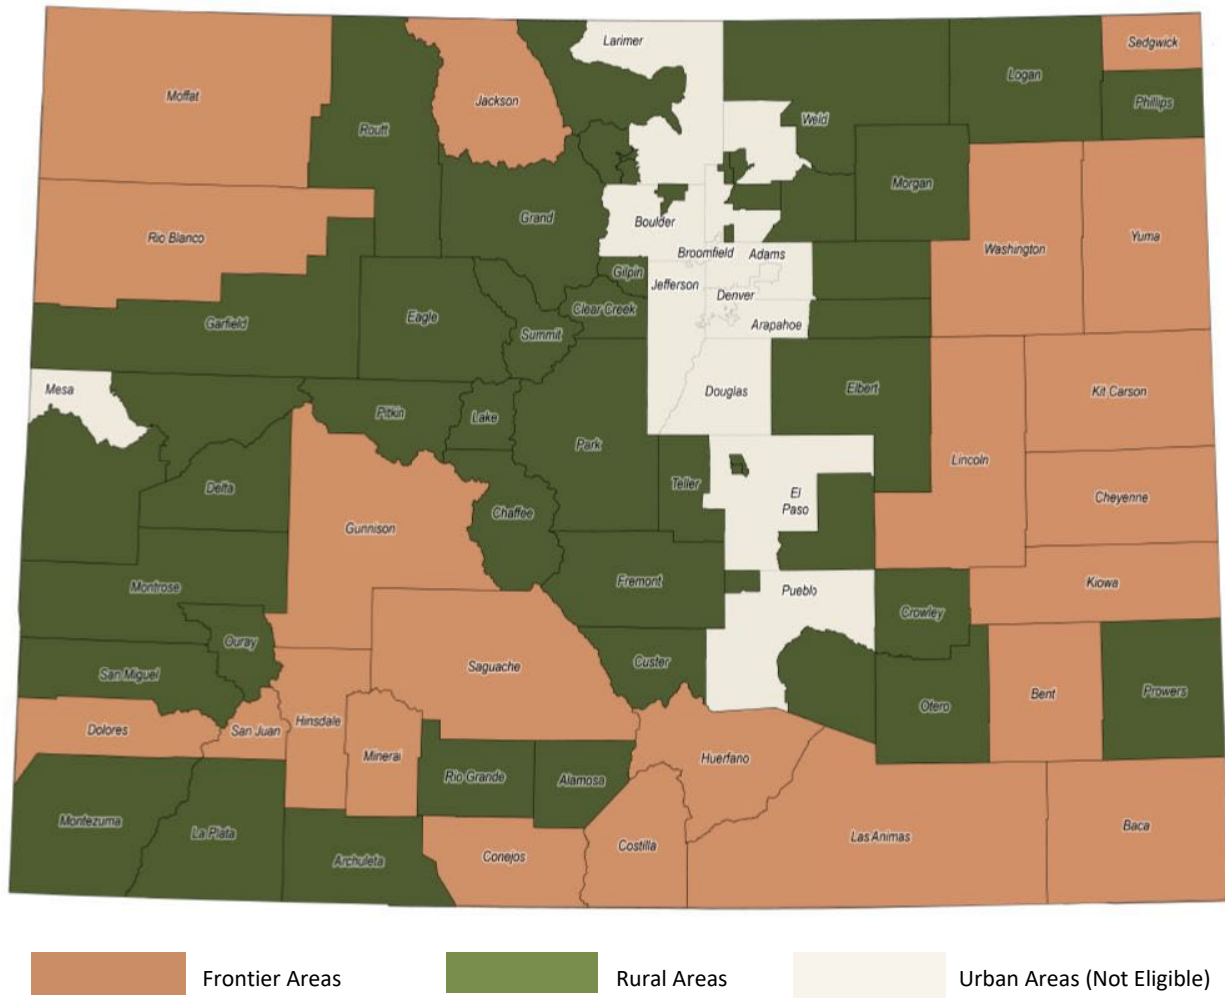 Larimer
Sedgwick
Logan
Moffat
Jackson
Phillips
Weld
Routt
Morgan
Grand
Boulder
Rio Blanco
Yuma
Washington
Broomfield
Adams
Gilpin
Jefferson
Denver
Clear Creek
Eagle
Garfield
Arapahoe
Summit
Mesa
Douglas
Elbert
Kit Carson
Pitkin
Lake
Park
Lincoln
Teller
Delta
El
Paso
Cheyenne
Chaffee
Gunnison
Fremont
Kiowa
Montrose
Pueblo
Crowley
Ouray
Custer
Saguache
San Miguel
Prowers
Bent
Otero
Hinsdale
Dolores
San Juan
Mineral
Huerfano
Rio Grande
Alamosa
Montezuma
La Plata
Baca
Las Animas
Costilla
Conejos
Archuleta
Frontier Areas
Rural Areas
Urban Areas (Not Eligible)